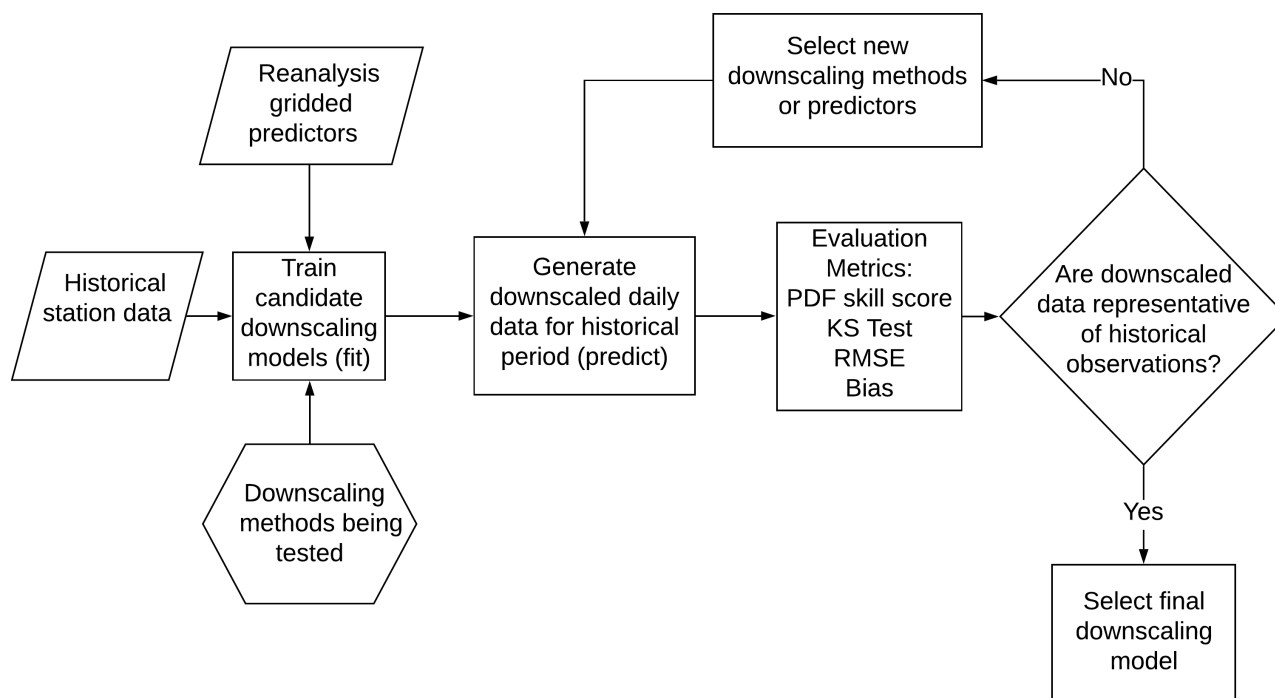 Reanalysis
gridded
predictors
Historical
station data
Train
candidate
downscaling
models (fit)
Downscaling
methods being
tested
Generate
downscaled daily
data for historical
period (predict)
Select new
downscaling methods
or predictors
Evaluation
Metrics:
PDF skill score
KS Test
RMSE
Bias
Are downscaled
data representative
of historical
observations?
No
Yes
Select final
downscaling
model